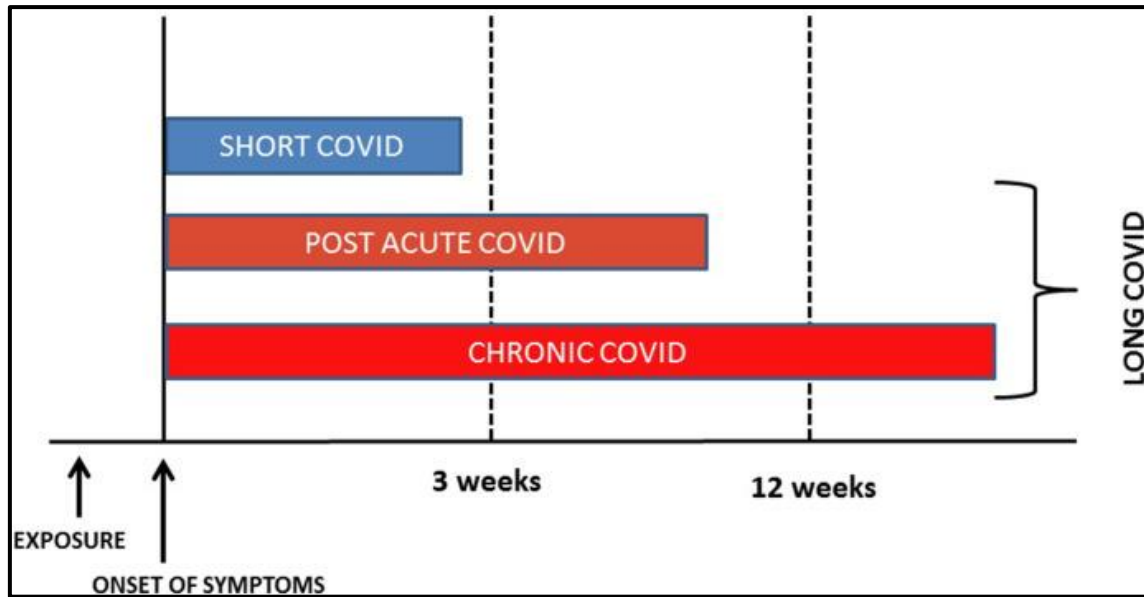 SHORT COVID
POST ACUTE COVID
CHRONIC COVID
LONG COVID
3 weeks
12 weeks
EXPOSURE
ONSET OF SYMPTOMS